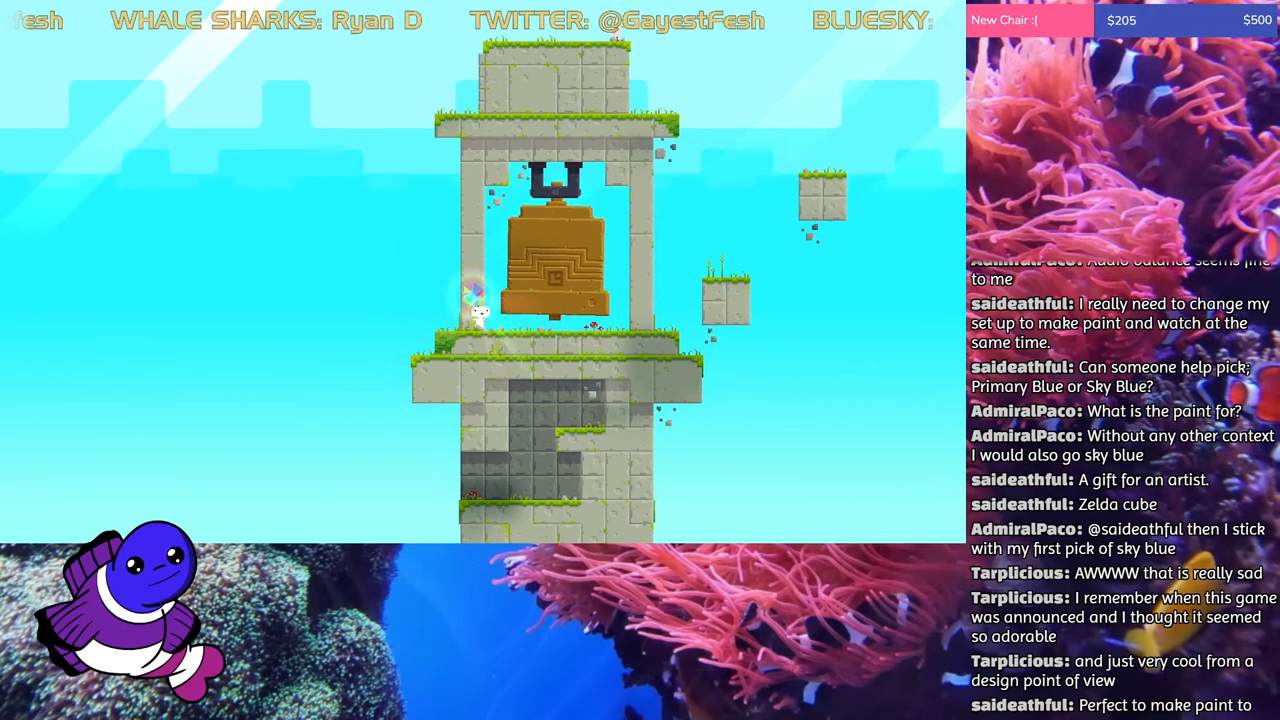 fesh WHALE SHARKS: Ryan D TWITTER: @GayestFesh BLUESKY:
New Chair :( $205 $500
AdmiralPaco: Audio balance seems fine
to me
saideathful: I really need to change my
set up to make paint and watch at the
same time.
saideathful: Can someone help pick;
Primary Blue or Sky Blue?
AdmiralPaco: What is the paint for?
AdmiralPaco: Without any other context
I would also go sky blue
saideathful: A gift for an artist.
saideathful: Zelda cube
AdmiralPaco: @saideathful then I stick
with my first pick of sky blue
Tarplicious: AWWWW that is really sad
Tarplicious: I remember when this game
was announced and I thought it seemed
so adorable
Tarplicious: and just very cool from a
design point of view
saideathful: Perfect to make paint to